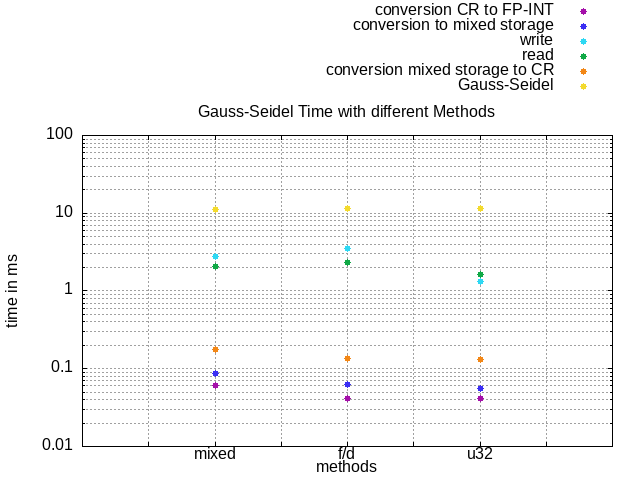 conversion CR to FP-INT
conversion to mixed storage
write
read
conversion mixed storage to CR
Gauss-Seidel
Gauss-Seidel Time with different Methods
100
10
1
0.1
0.01
time in ms
mixed f/d u32
methods